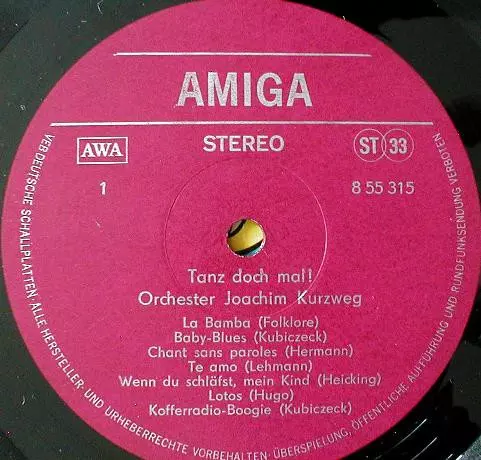 AMIGA
STEREO
AWA
ST 33
1
8 55 315
Tanz doch mal!
Orchester Joachim Kurzweg
La Bamba (Folklore)
Baby-Blues (Kubiczeck)
Chant sans paroles (Hermann)
Te amo (Lehmann)
Wenn du schläfst, mein Kind (Heicking)
Lotos (Hugo)
Kofferradio-Boogie (Kubiczeck)
VEB DEUTSCHE SCHALLPLATTEN · ALLE HERSTELLER- UND URHEBERRECHTE VORBEHALTEN · ÜBERSPIELUNG, ÖFFENTLICHE AUFFÜHRUNG UND RUNDFUNKSENDUNG VERBOTEN